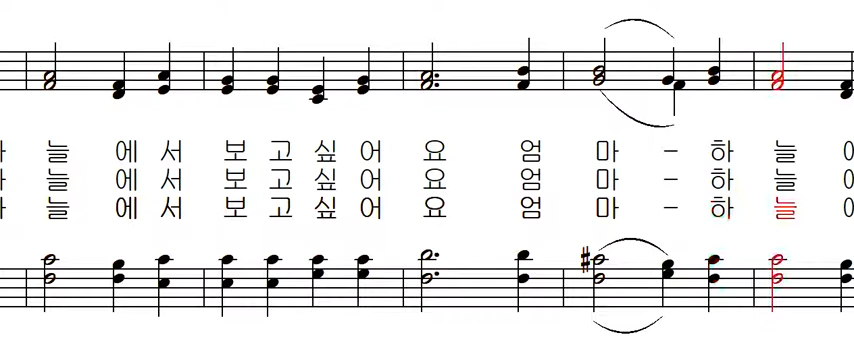 늘 에 서 보 고 싶 어 요 엄 마 - 하 늘
늘 에 서 보 고 싶 어 요 엄 마 - 하 늘
늘 에 서 보 고 싶 어 요 엄 마 - 하 늘